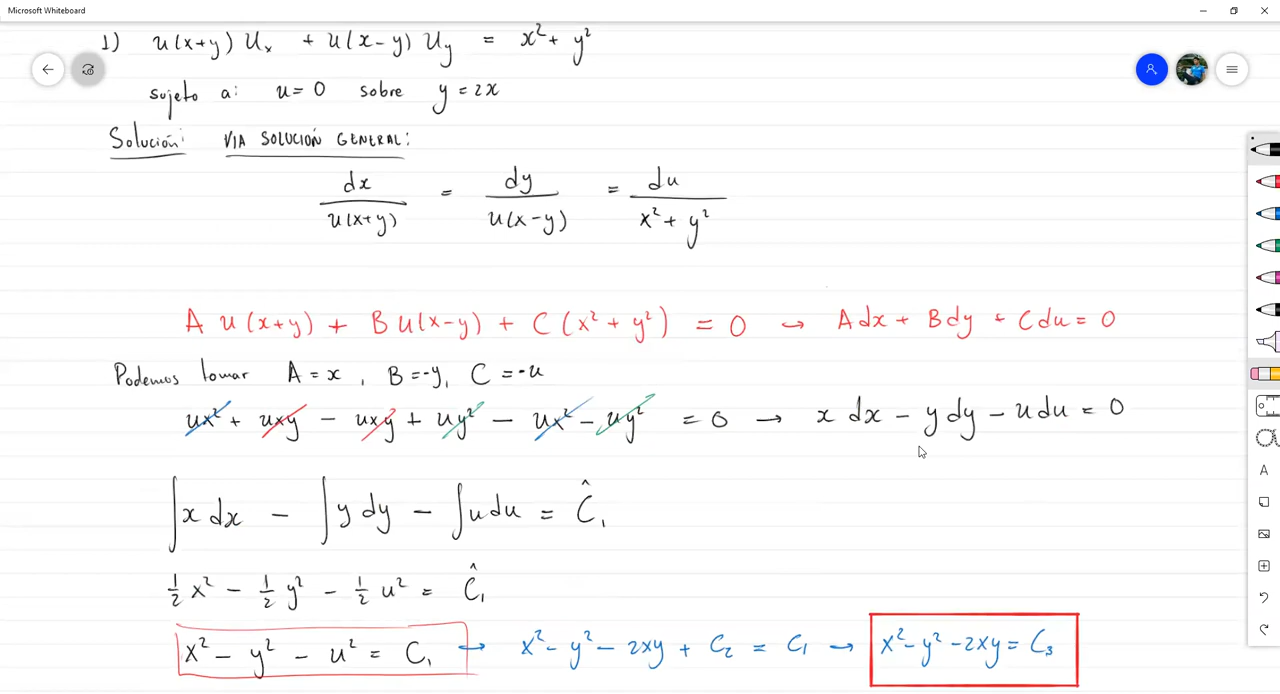 Microsoft Whiteboard
1) u(x+y) Ux + u(x-y) Uy = x² + y²
sujeto a: u=0 sobre y=2x
Solución: VIA SOLUCIÓN GENERAL:
dx/u(x+y) = dy/u(x-y) = du/x²+y²
A u(x+y) + B u(x-y) + C (x²+y²) = 0 → Adx + Bdy + Cdu = 0
Podemos tomar A=x, B=-y, C=-u
ux² + uxy - uxy + uy² - ux² - uy² = 0 → x dx - y dy - u du = 0
∫x dx - ∫y dy - ∫u du = Ĉ₁
½x² - ½y² - ½u² = Ĉ₁
x² - y² - u² = C₁ → x² - y² - 2xy + C₂ = C₁ → x² - y² - 2xy = C₃